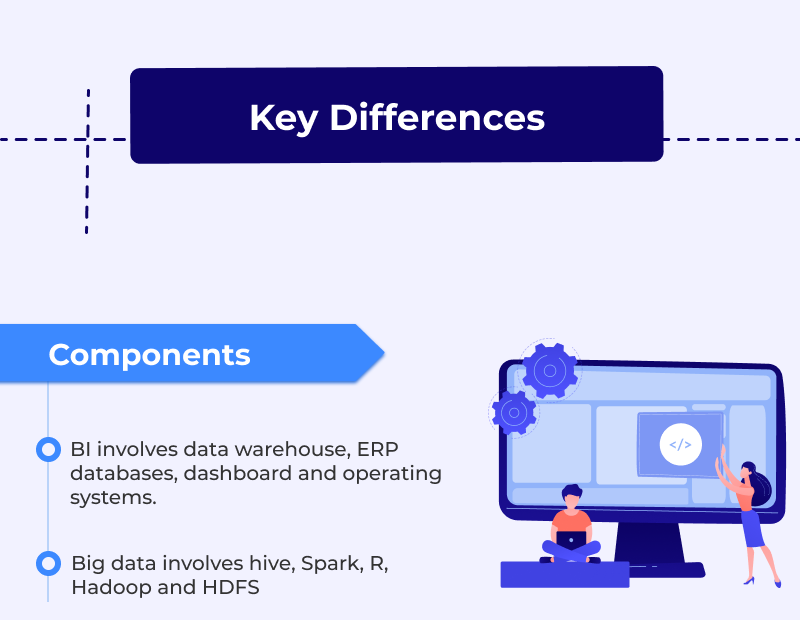 Key Differences
Components
BI involves data warehouse, ERP
databases, dashboard and operating
systems.
</>
Big data involves hive, Spark, R,
Hadoop and HDFS